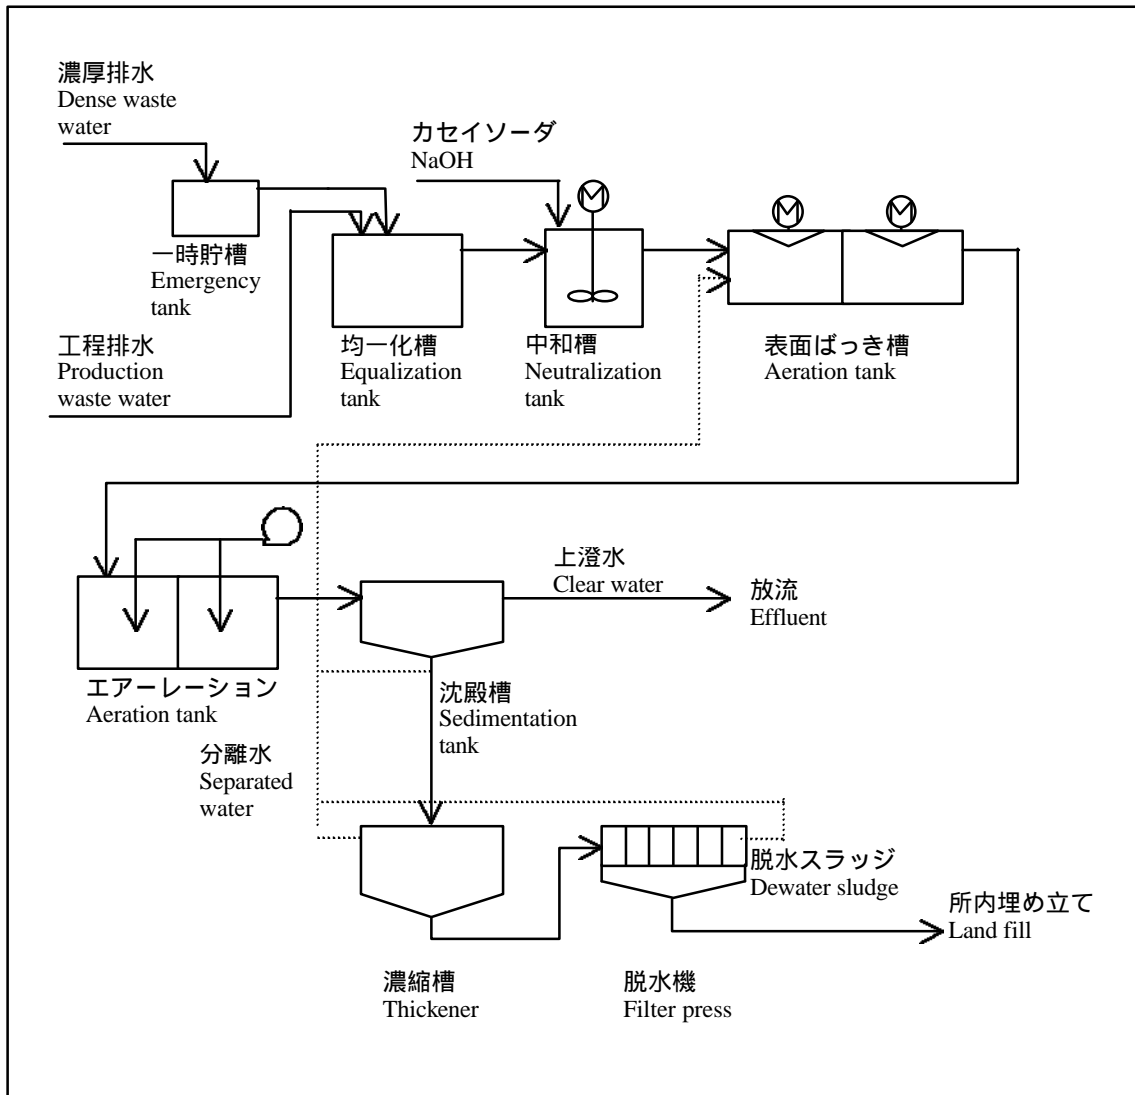 濃厚排水
Dense waste
water
カセイソーダ
NaOH
M
M
M
一時貯槽
Emergency
tank
工程排水
Production
waste water
均一化槽
Equalization
tank
中和槽
Neutralization
tank
表面ばっき槽
Aeration tank
上澄水
Clear water
放流
Effluent
エアーレーション
Aeration tank
沈殿槽
Sedimentation
tank
分離水
Separated
water
脱水スラッジ
Dewater sludge
所内埋め立て
Land fill
濃縮槽
Thickener
脱水機
Filter press